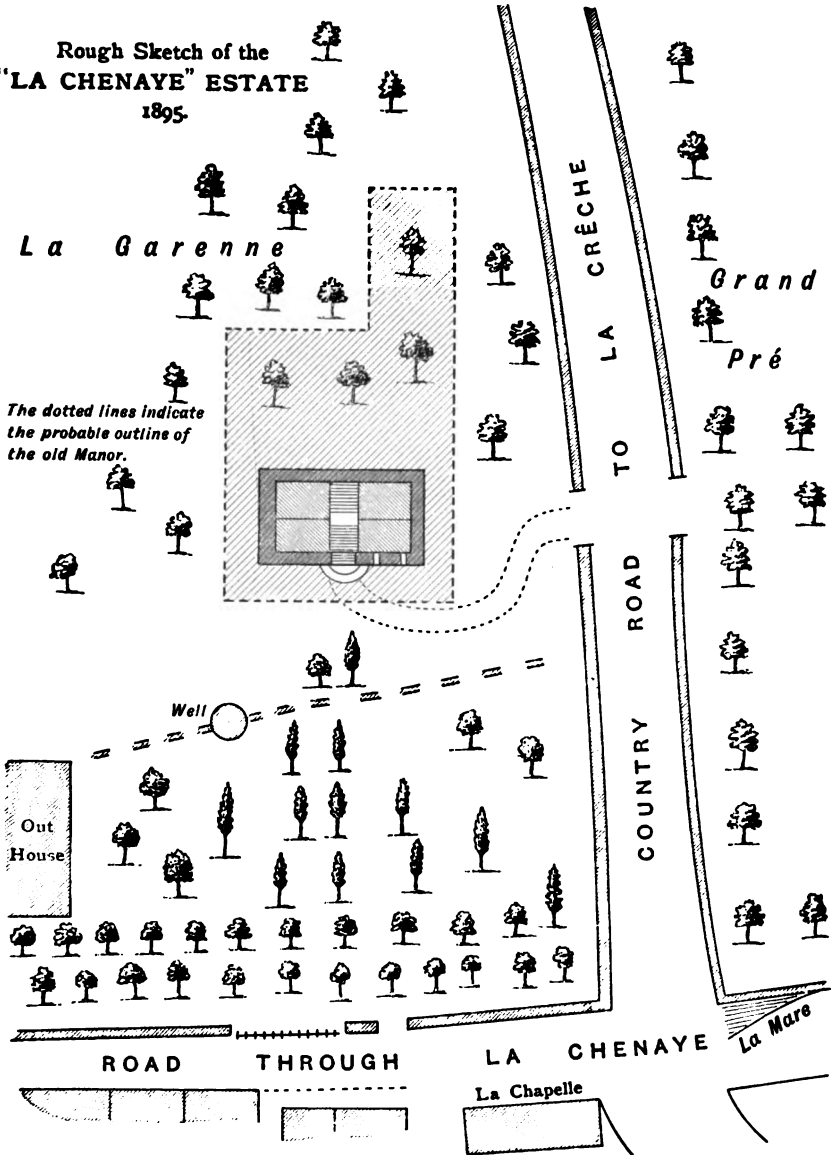 Rough Sketch of the
"LA CHENAYE" ESTATE
1895.
La Garenne
Grand
Pré
The dotted lines indicate
the probable outline of
the old Manor.
COUNTRY ROAD TO LA CRÊCHE
Well
Out
House
La Mare
ROAD THROUGH LA CHENAYE
La Chapelle